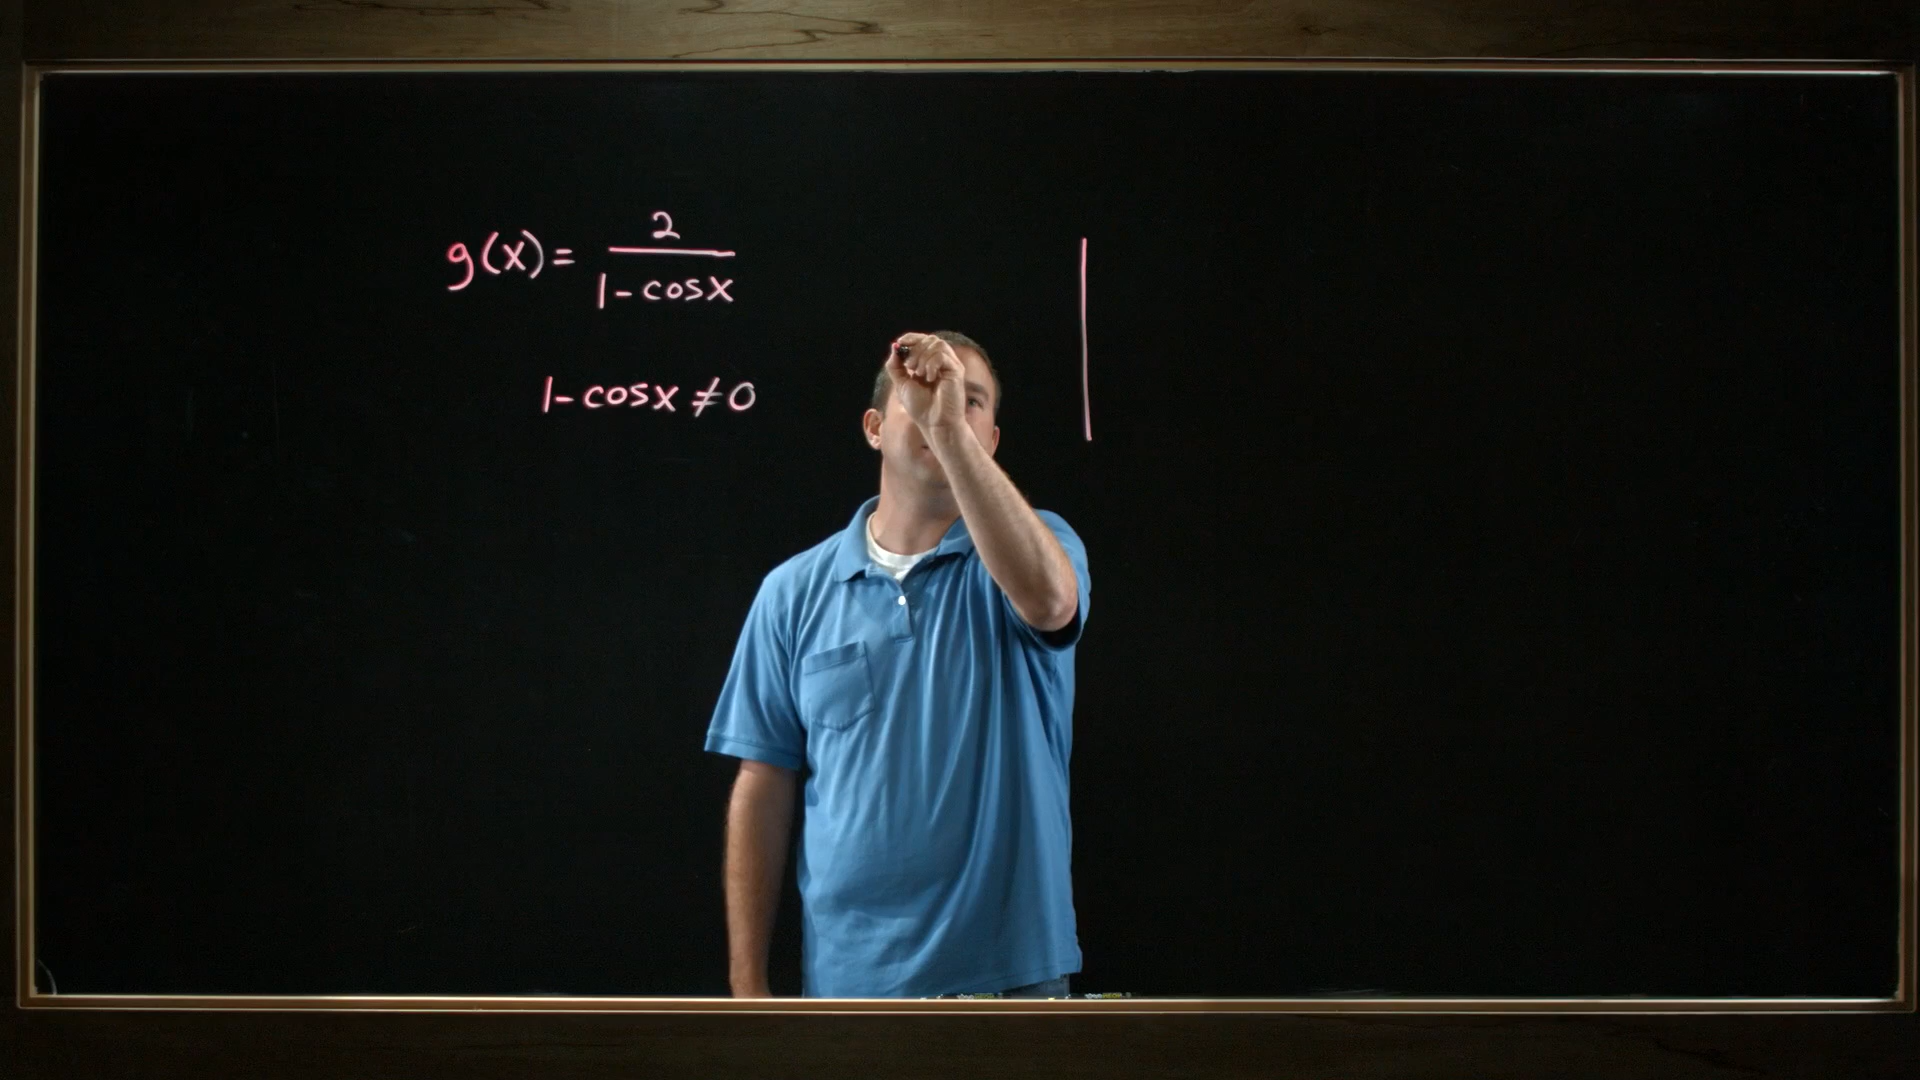 g(x) = 2/(1-cosx)
1-cosx ≠ 0